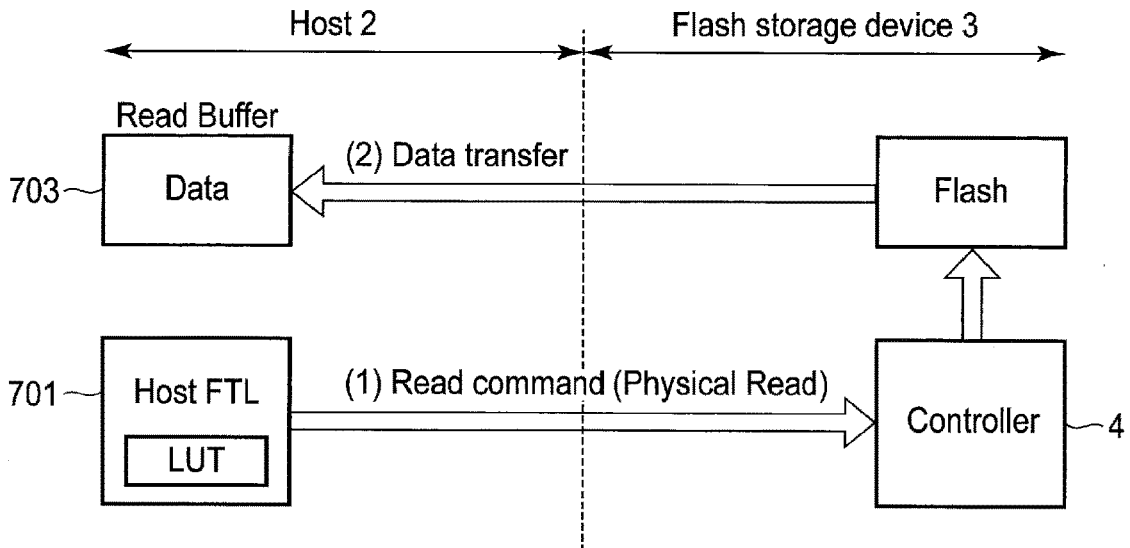 Host 2
Flash storage device 3
Read Buffer
703
Data
(2) Data transfer
Flash
701
Host FTL
LUT
(1) Read command (Physical Read)
Controller
4